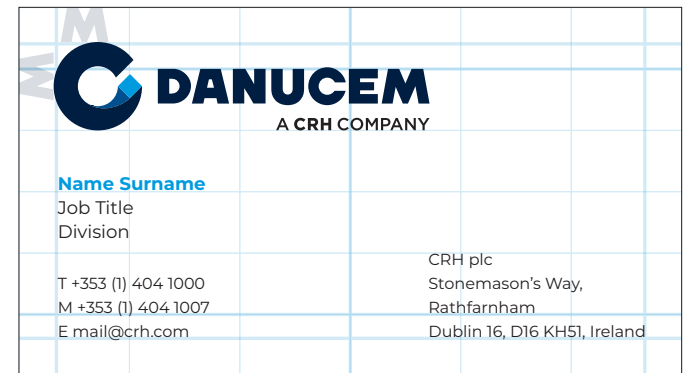 M
M
DANUCEM
A CRH COMPANY
Name Surname
Job Title
Division
T +353 (1) 404 1000
M +353 (1) 404 1007
E mail@crh.com
CRH plc
Stonemason’s Way,
Rathfarnham
Dublin 16, D16 KH51, Ireland